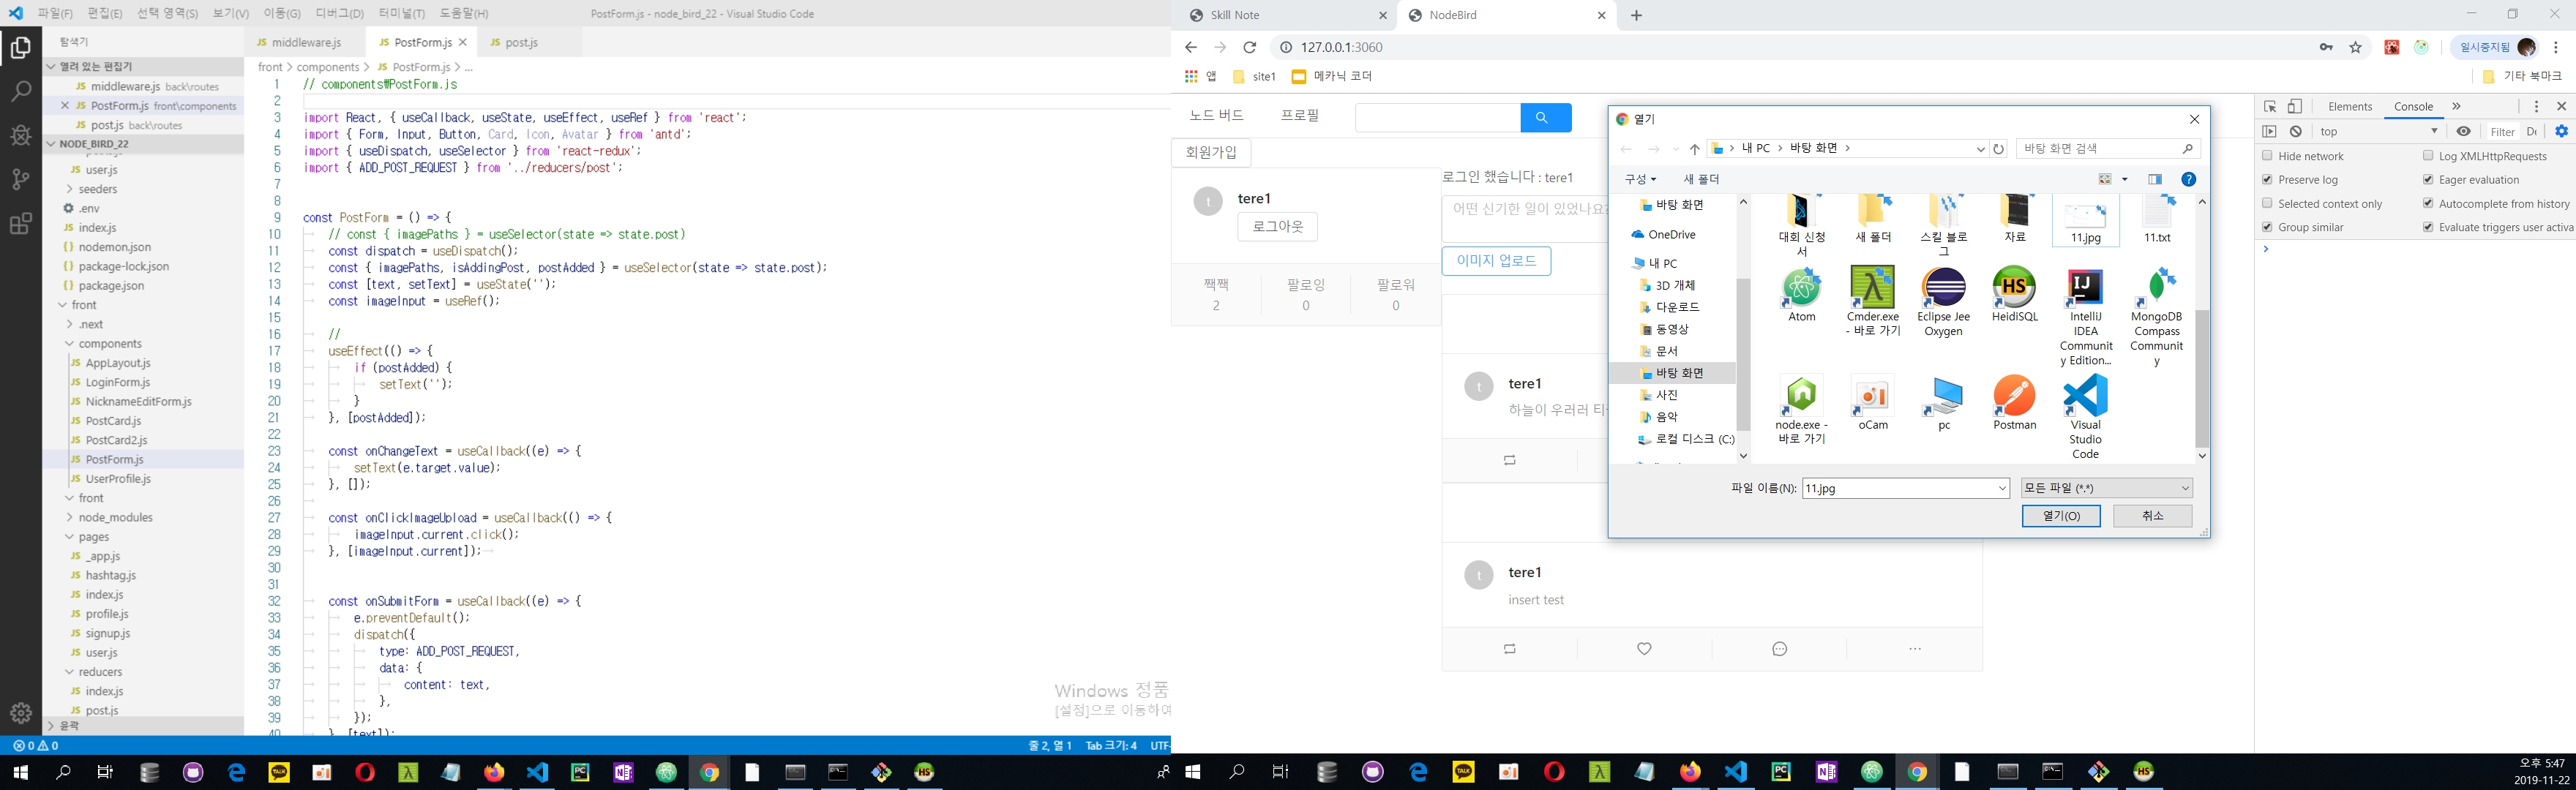 파일(F) 편집(E) 선택 영역(S) 보기(V) 이동(G) 디버그(D) 터미널(T) 도움말(H)
PostForm.js - node_bird_22 - Visual Studio Code
탐색기
열려 있는 편집기
middleware.js back\routes
PostForm.js front\components
post.js back\routes
NODE_BIRD_22
user.js
seeders
.env
index.js
nodemon.json
package-lock.json
package.json
front
.next
components
AppLayout.js
LoginForm.js
NicknameEditForm.js
PostCard.js
PostCard2.js
PostForm.js
UserProfile.js
front
node_modules
pages
_app.js
hashtag.js
index.js
profile.js
signup.js
user.js
reducers
index.js
post.js
윤곽
middleware.js
PostForm.js
post.js
front > components > PostForm.js > ...
1 // components₩PostForm.js
2
3 import React, { useCallback, useState, useEffect, useRef } from 'react';
4 import { Form, Input, Button, Card, Icon, Avatar } from 'antd';
5 import { useDispatch, useSelector } from 'react-redux';
6 import { ADD_POST_REQUEST } from '../reducers/post';
7
8
9 const PostForm = () => {
10 // const { imagePaths } = useSelector(state => state.post)
11 const dispatch = useDispatch();
12 const { imagePaths, isAddingPost, postAdded } = useSelector(state => state.post);
13 const [text, setText] = useState('');
14 const imageInput = useRef();
15
16 //
17 useEffect(() => {
18 if (postAdded) {
19 setText('');
20 }
21 }, [postAdded]);
22
23 const onChangeText = useCallback((e) => {
24 setText(e.target.value);
25 }, []);
26
27 const onClickImageUpload = useCallback(() => {
28 imageInput.current.click();
29 }, [imageInput.current]);
30
31
32 const onSubmitForm = useCallback((e) => {
33 e.preventDefault();
34 dispatch({
35 type: ADD_POST_REQUEST,
36 data: {
37 content: text,
38 },
39 });
40 }, [text]);
Windows 정품
[설정]으로 이동하여
0 0
줄 2, 열 1 Tab 크기: 4 UTF-
Skill Note
NodeBird
127.0.0.1:3060
일시중지됨
앱 site1 메카닉 코더
기타 북마크
노드 버드 프로필
회원가입
t tere1
로그아웃
짹짹 팔로잉 팔로워
2 0 0
로그인 했습니다 : tere1
어떤 신기한 일이 있었나요?
이미지 업로드
t tere1
하늘이 우러러 티
t tere1
insert test
열기
내 PC > 바탕 화면 >
바탕 화면 검색
구성 새 폴더
바탕 화면
OneDrive
내 PC
3D 개체
다운로드
동영상
문서
바탕 화면
사진
음악
로컬 디스크 (C:)
대회 신청서
새 폴더
스킬 블로그
자료
11.jpg
11.txt
Atom
Cmder.exe - 바로 가기
Eclipse Jee Oxygen
HeidiSQL
IntelliJ IDEA Community Edition...
MongoDB Compass Community
node.exe - 바로 가기
oCam
pc
Postman
Visual Studio Code
파일 이름(N): 11.jpg
모든 파일 (*.*)
열기(O) 취소
Elements Console
top Filter De
Hide network Log XMLHttpRequests
Preserve log Eager evaluation
Selected context only Autocomplete from history
Group similar Evaluate triggers user activa
오후 5:47
2019-11-22